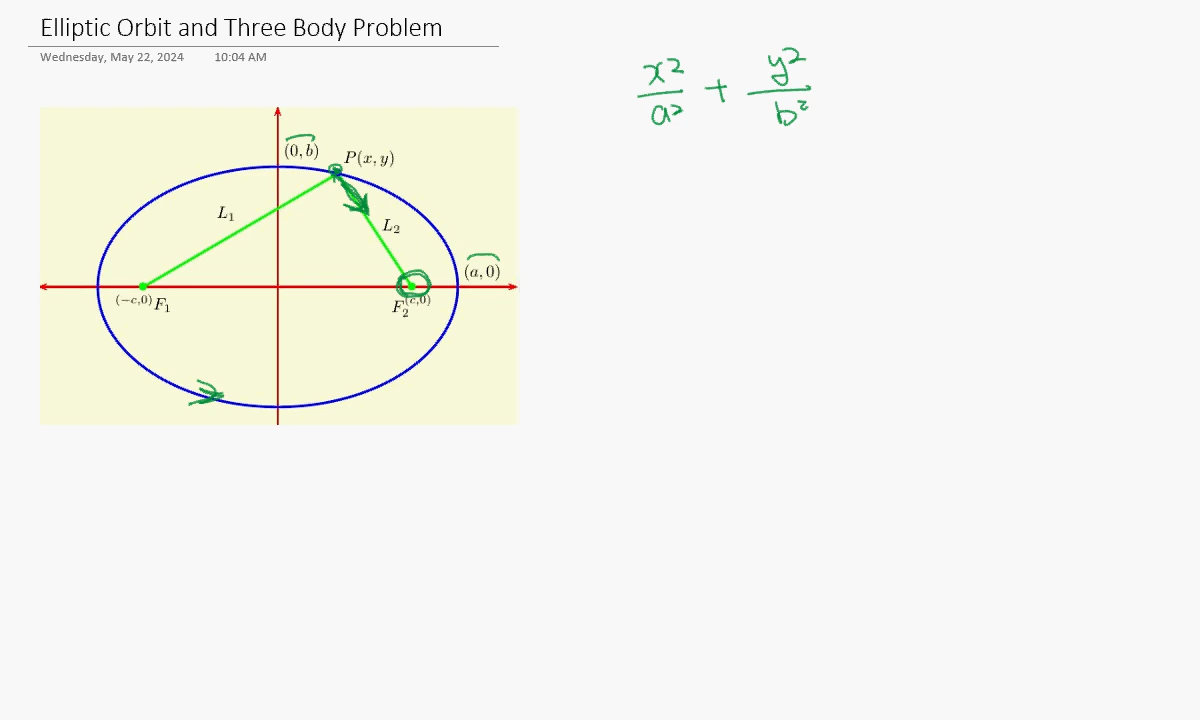 Elliptic Orbit and Three Body Problem
Wednesday, May 22, 2024 10:04 AM
x²/a² + y²/b²
(0, b)
P(x, y)
L₁
L₂
(a, 0)
(−c,0) F₁
F₂ (c,0)